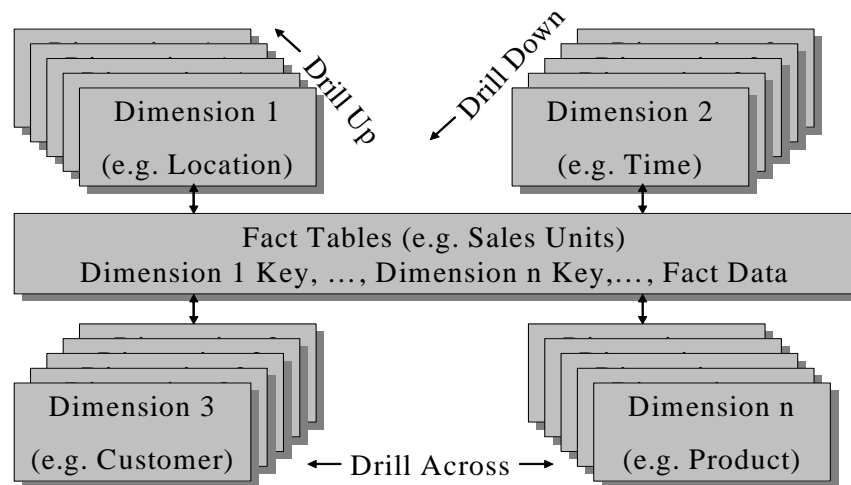 Drill Up
Drill Down
Dimension 1
(e.g. Location)
Dimension 2
(e.g. Time)
Fact Tables (e.g. Sales Units)
Dimension 1 Key, …, Dimension n Key,…, Fact Data
Dimension 3
(e.g. Customer)
Dimension n
(e.g. Product)
Drill Across